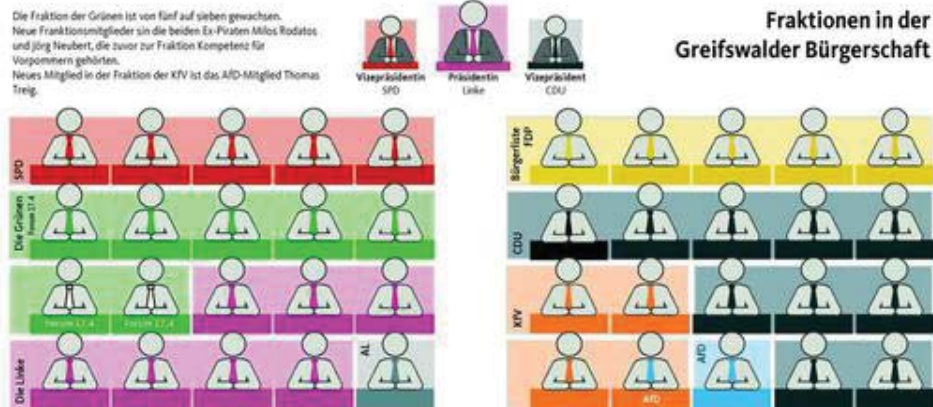 Die Fraktion der Grünen ist von fünf auf sieben gewachsen.
Neue Franktionsmitglieder sin die beiden Ex-Piraten Milos Rodatos
und Jörg Neubert, die zuvor zur Fraktion Kompetenz für
Vorpommern gehörten.
Neues Mitglied in der Fraktion der KfV ist das AfD-Mitglied Thomas
Treig.
Vizepräsidentin
SPD
Präsidentin
Linke
Vizepräsident
CDU
Fraktionen in der
Greifswalder Bürgerschaft
SPD
Bürgerliste
FDP
Die Grünen
Forum 17.4
CDU
Forum 17.4
Forum 17.4
KfV
Die Linke
AL
AfD
AfD